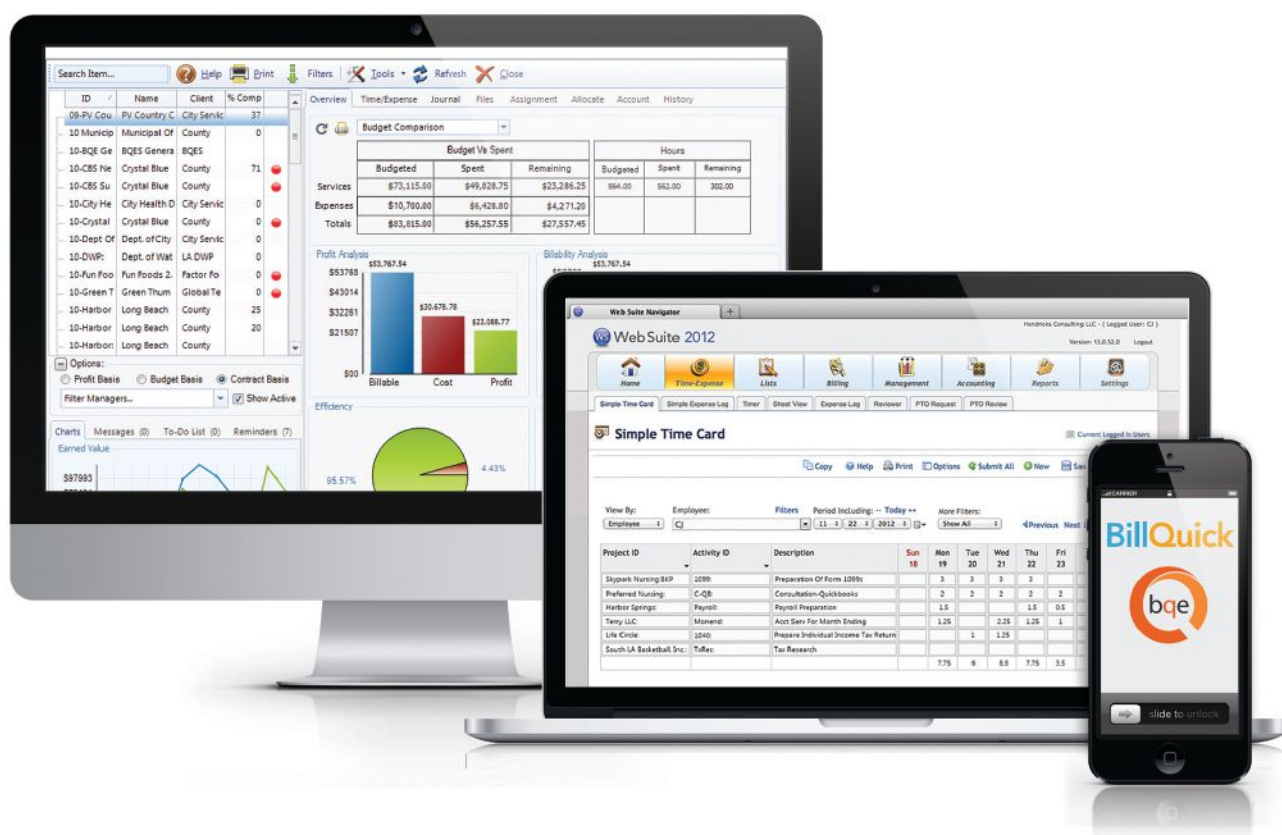 Search Item... Help Print Filters Tools Refresh Close
ID Name Client % Comp
09-PV Cou PV Country C City Servic 37
10 Municip Municipal Of County 0
10-BQE Ge BQES Genera BQES
10-CBS Ne Crystal Blue County 71
10-CBS Su Crystal Blue County
10-City He City Health D City Servic 0
10-Crystal Crystal Blue County 0
10-Dept Of Dept. of City City Servic 0
10-DWP: Dept. of Wat LA DWP 0
10-Fun Foo Fun Foods 2. Factor Fo 0
10-Green T Green Thum Global Te 0
10-Harbor Long Beach County 25
10-Harbor Long Beach County 20
10-Harbor: Long Beach County
Options:
Profit Basis Budget Basis Contract Basis
Filter Managers... Show Active
Charts Messages (0) To-Do List (0) Reminders (7)
Earned Value
$97993
Overview Time/Expense Journal Files Assignment Allocate Account History
Budget Comparison
Budget Vs Spent Hours
Budgeted Spent Remaining Budgeted Spent Remaining
Services $73,115.00 $49,828.75 $23,286.25 864.00 562.00 302.00
Expenses $10,700.00 $6,428.80 $4,271.20
Totals $83,815.00 $56,257.55 $27,557.45
Profit Analysis
$53,767.54
$53768
$43014
$30,678.78
$32261
$23,088.77
$21507
$00
Billable Cost Profit
Billability Analysis
$53,767.54
Efficiency
95.57%
4.43%
Web Suite Navigator
WebSuite 2012
Hendricks Consulting LLC - ( Logged User: CJ )
Version: 13.0.52.0 Logout
Home Time-Expense Lists Billing Management Accounting Reports Settings
Simple Time Card Simple Expense Log Timer Sheet View Expense Log Reviewer PTO Request PTO Review
Simple Time Card
Current Logged In Users
Copy Help Print Options Submit All New Sav
View By: Employee: Filters Period Including: -- Today ++ More Filters:
Employee CJ 11 22 2012 Show All Previous Next
Project ID Activity ID Description Sun 18 Mon 19 Tue 20 Wed 21 Thu 22 Fri 23
Skypark Nursing:BKP 1099: Preparation Of Form 1099s 3 3 3 3
Preferred Nursing: C-QB: Consultation-Quickbooks 2 2 2 2 2
Harbor Springs: Payroll: Payroll Preparation 1.5 1.5 0.5
Terry LLC: Monend: Acct Serv For Month Ending 1.25 2.25 1.25 1
Life Circle: 1040: Prepare Individual Income Tax Return 1 1.25
South LA Basketball Inc.: TxRes: Tax Research
7.75 6 8.5 7.75 3.5
CARRIER
BillQuick
bqe
slide to unlock